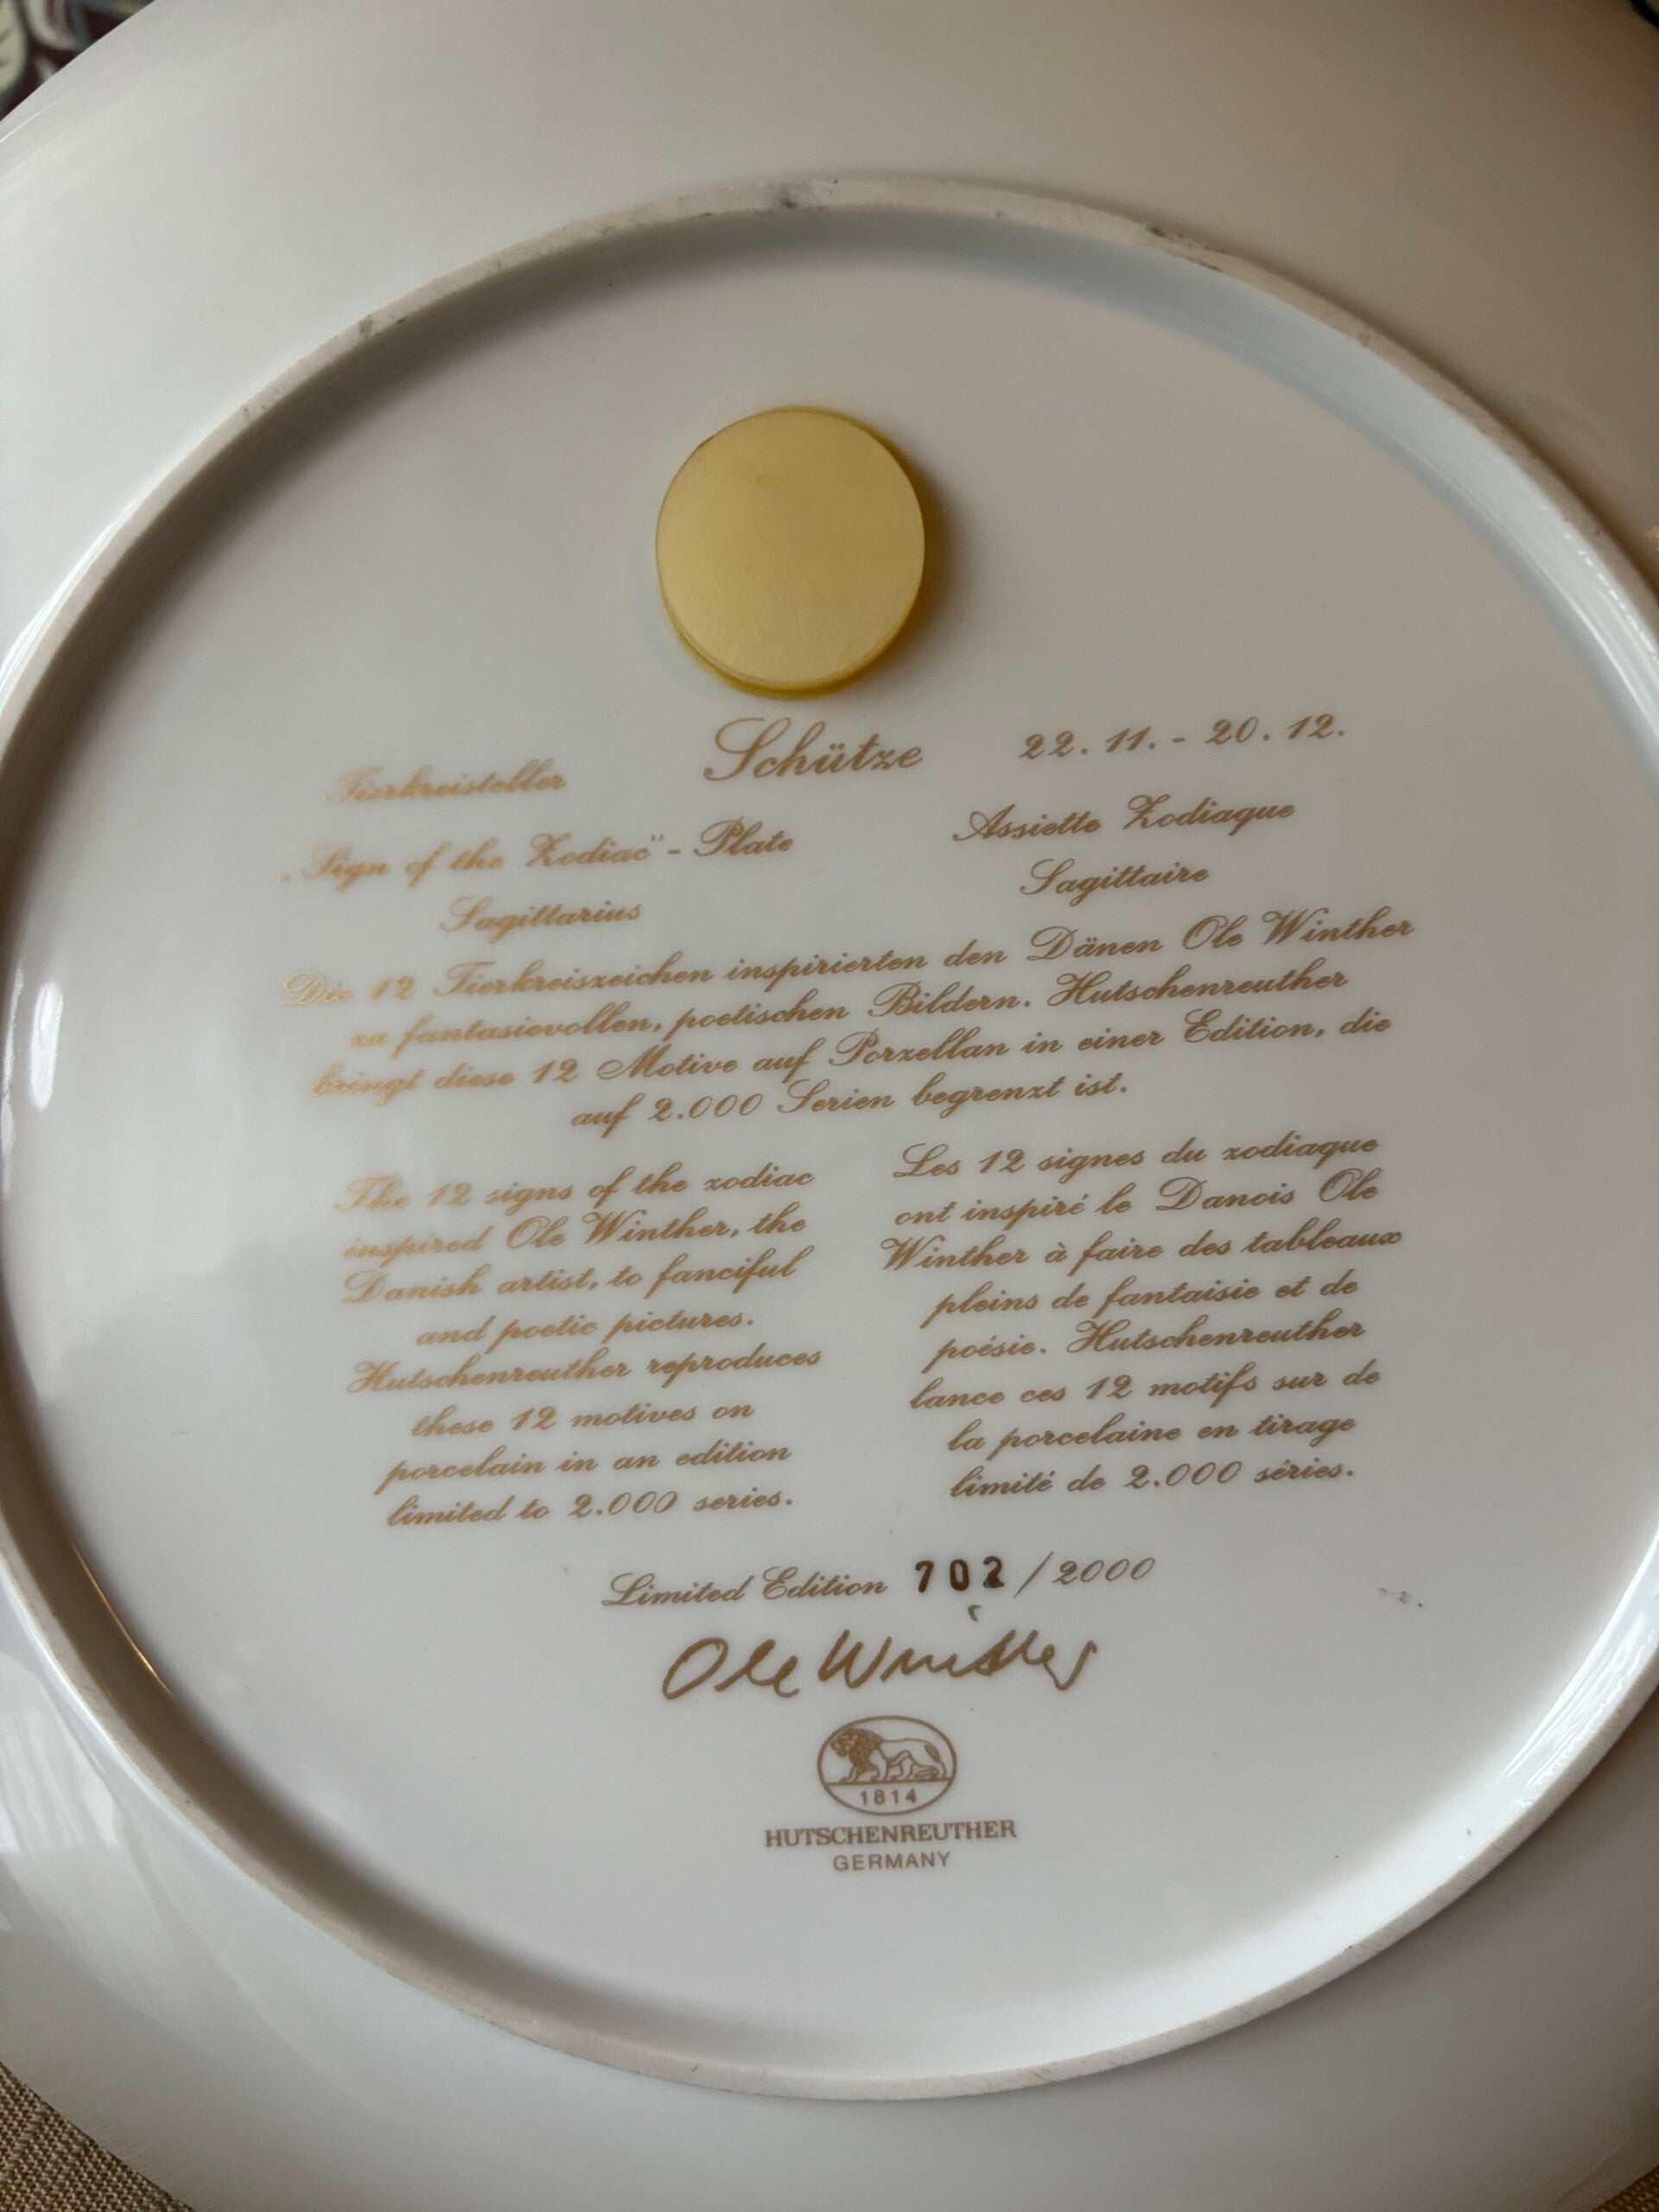 Tierkreisteller Schütze 22. 11. - 20. 12.
„Sign of the Zodiac" - Plate
Sagittarius
Assiette Zodiaque
Sagittaire
Die 12 Tierkreiszeichen inspirierten den Dänen Ole Winther
zu fantasievollen, poetischen Bildern. Hutschenreuther
bringt diese 12 Motive auf Porzellan in einer Edition, die
auf 2.000 Serien begrenzt ist.
The 12 signs of the zodiac
inspired Ole Winther, the
Danish artist, to fanciful
and poetic pictures.
Hutschenreuther reproduces
these 12 motives on
porcelain in an edition
limited to 2.000 series.
Les 12 signes du zodiaque
ont inspiré le Danois Ole
Winther à faire des tableaux
pleins de fantaisie et de
poésie. Hutschenreuther
lance ces 12 motifs sur de
la porcelaine en tirage
limité de 2.000 séries.
Limited Edition 702 / 2000
Ole Winther
1814
HUTSCHENREUTHER
GERMANY